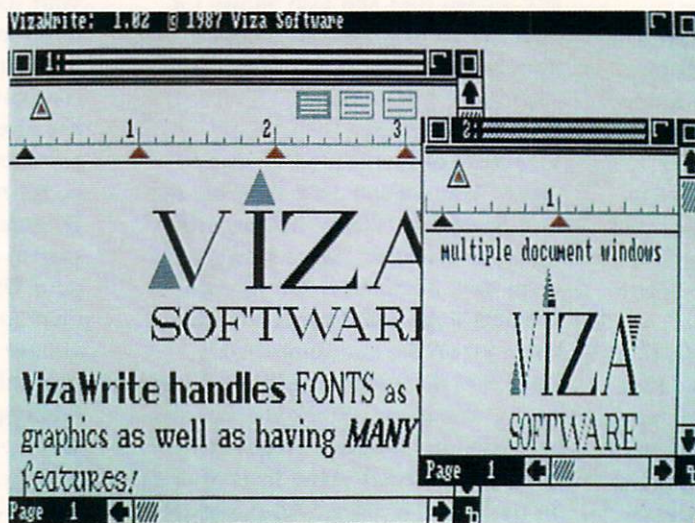 VizaWrite: 1.02 © 1987 Viza Software
1:
1 2 3
VIZA
SOFTWARE
VizaWrite handles FONTS as
graphics as well as having MANY
features!
Page 1
2:
1
multiple document windows
VIZA
SOFTWARE
Page 1